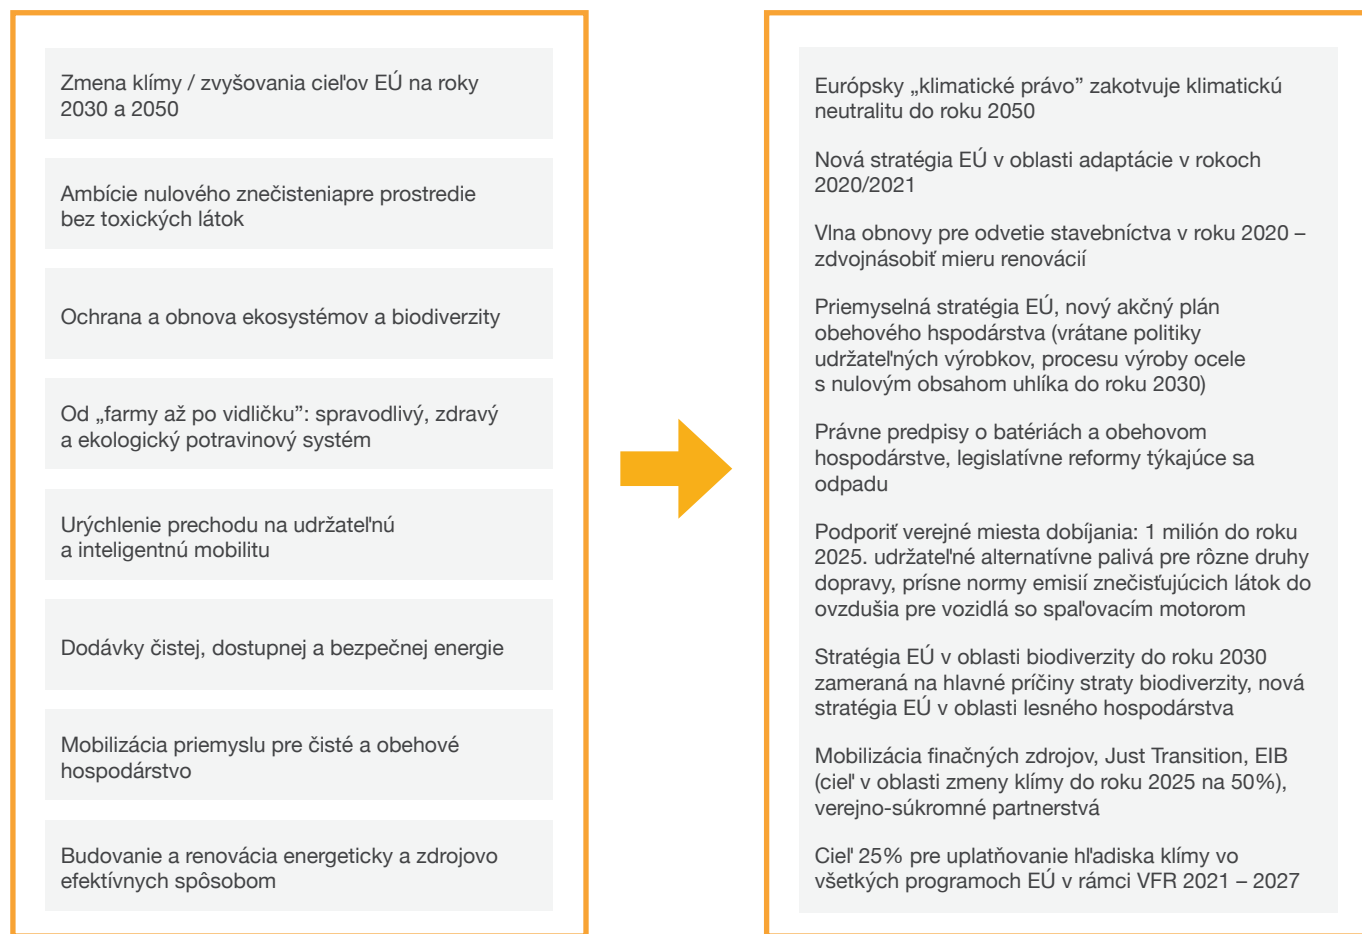 Zmena klímy / zvyšovania cieľov EÚ na roky
2030 a 2050
Ambície nulového znečisteniapre prostredie
bez toxických látok
Ochrana a obnova ekosystémov a biodiverzity
Od „farmy až po vidličku”: spravodlivý, zdravý
a ekologický potravinový systém
Urýchlenie prechodu na udržateľnú
a inteligentnú mobilitu
Dodávky čistej, dostupnej a bezpečnej energie
Mobilizácia priemyslu pre čisté a obehové
hospodárstvo
Budovanie a renovácia energeticky a zdrojovo
efektívnych spôsobom
Európsky „klimatické právo” zakotvuje klimatickú
neutralitu do roku 2050
Nová stratégia EÚ v oblasti adaptácie v rokoch
2020/2021
Vlna obnovy pre odvetie stavebníctva v roku 2020 –
zdvojnásobiť mieru renovácií
Priemyselná stratégia EÚ, nový akčný plán
obehového hspodárstva (vrátane politiky
udržateľných výrobkov, procesu výroby ocele
s nulovým obsahom uhlíka do roku 2030)
Právne predpisy o batériách a obehovom
hospodárstve, legislatívne reformy týkajúce sa
odpadu
Podporiť verejné miesta dobíjania: 1 milión do roku
2025. udržateľné alternatívne palivá pre rôzne druhy
dopravy, prísne normy emisií znečisťujúcich látok do
ovzdušia pre vozidlá so spaľovacím motorom
Stratégia EÚ v oblasti biodiverzity do roku 2030
zameraná na hlavné príčiny straty biodiverzity, nová
stratégia EÚ v oblasti lesného hospodárstva
Mobilizácia finačných zdrojov, Just Transition, EIB
(cieľ v oblasti zmeny klímy do roku 2025 na 50%),
verejno-súkromné partnerstvá
Cieľ 25% pre uplatňovanie hľadiska klímy vo
všetkých programoch EÚ v rámci VFR 2021 – 2027